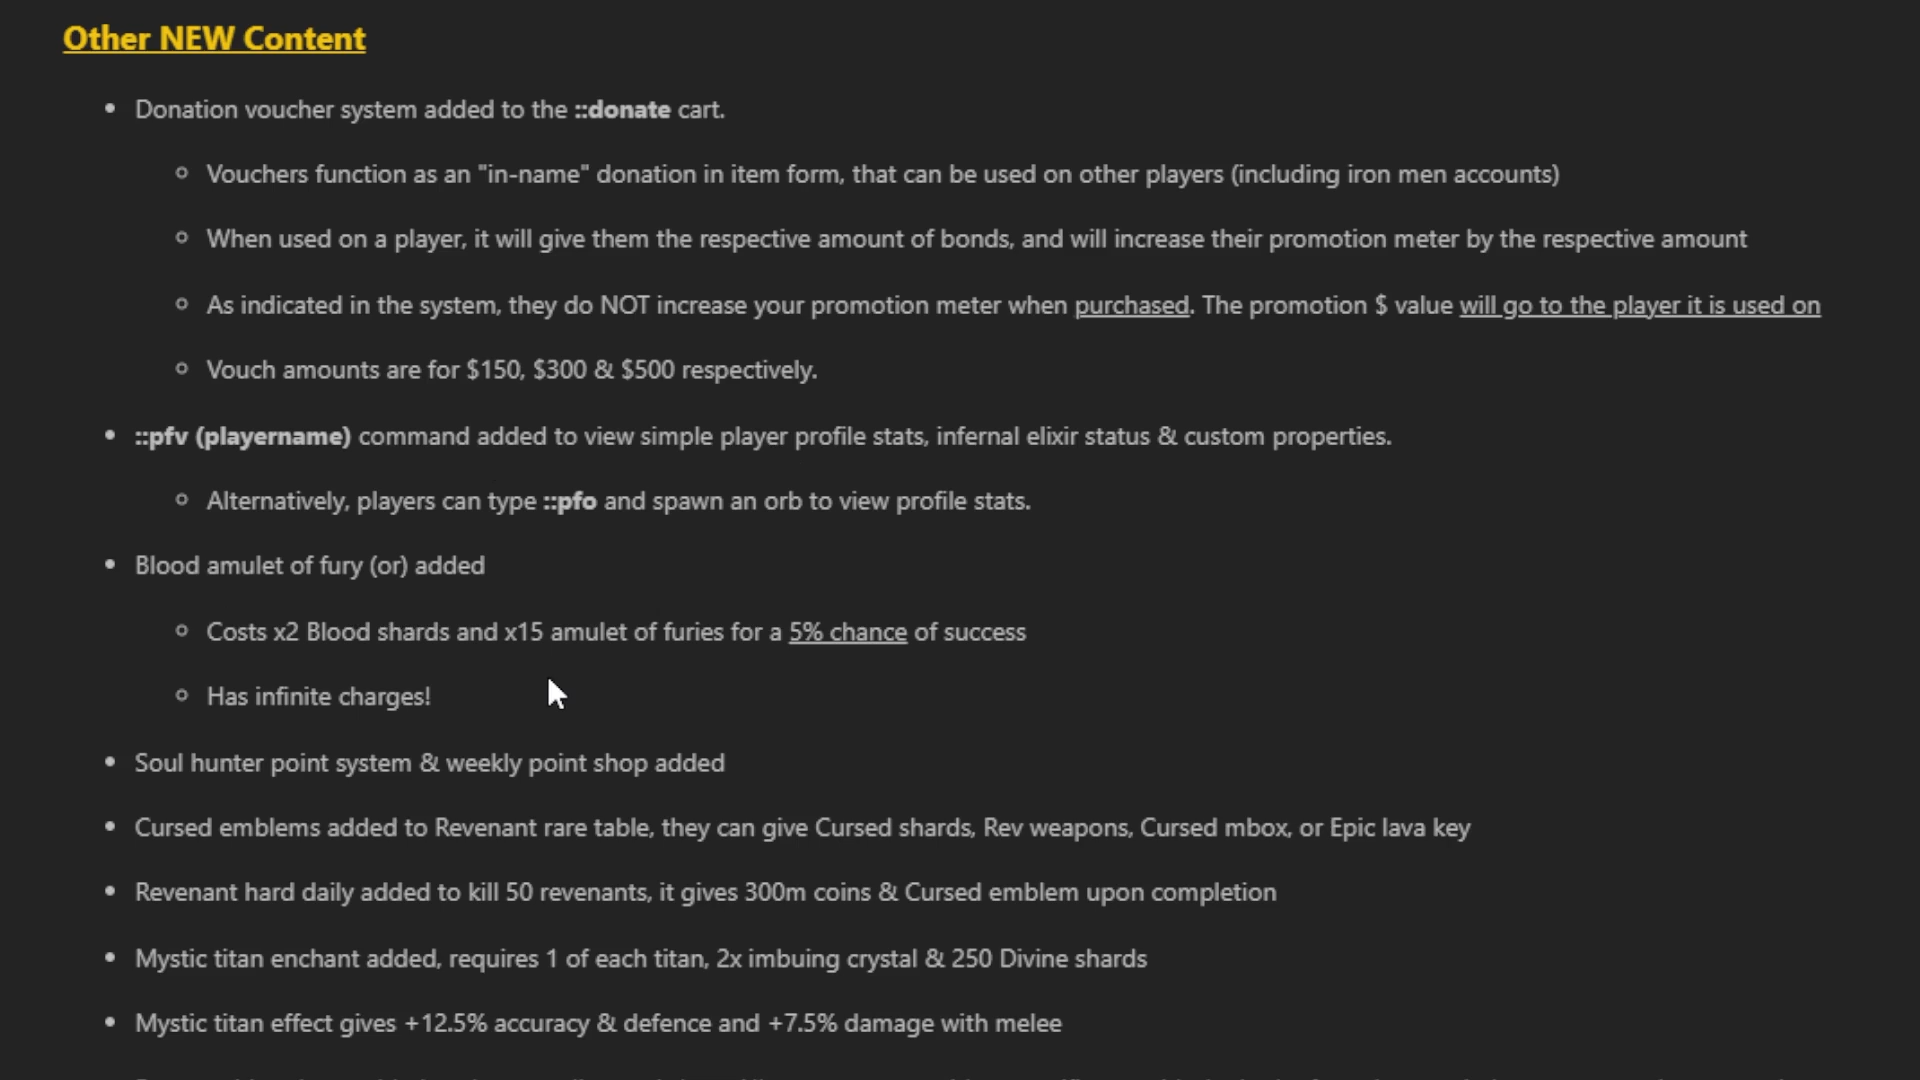 Other NEW Content
Donation voucher system added to the ::donate cart.
Vouchers function as an "in-name" donation in item form, that can be used on other players (including iron men accounts)
When used on a player, it will give them the respective amount of bonds, and will increase their promotion meter by the respective amount
As indicated in the system, they do NOT increase your promotion meter when purchased. The promotion $ value will go to the player it is used on
Vouch amounts are for $150, $300 & $500 respectively.
::pfv (playername) command added to view simple player profile stats, infernal elixir status & custom properties.
Alternatively, players can type ::pfo and spawn an orb to view profile stats.
Blood amulet of fury (or) added
Costs x2 Blood shards and x15 amulet of furies for a 5% chance of success
Has infinite charges!
Soul hunter point system & weekly point shop added
Cursed emblems added to Revenant rare table, they can give Cursed shards, Rev weapons, Cursed mbox, or Epic lava key
Revenant hard daily added to kill 50 revenants, it gives 300m coins & Cursed emblem upon completion
Mystic titan enchant added, requires 1 of each titan, 2x imbuing crystal & 250 Divine shards
Mystic titan effect gives +12.5% accuracy & defence and +7.5% damage with melee